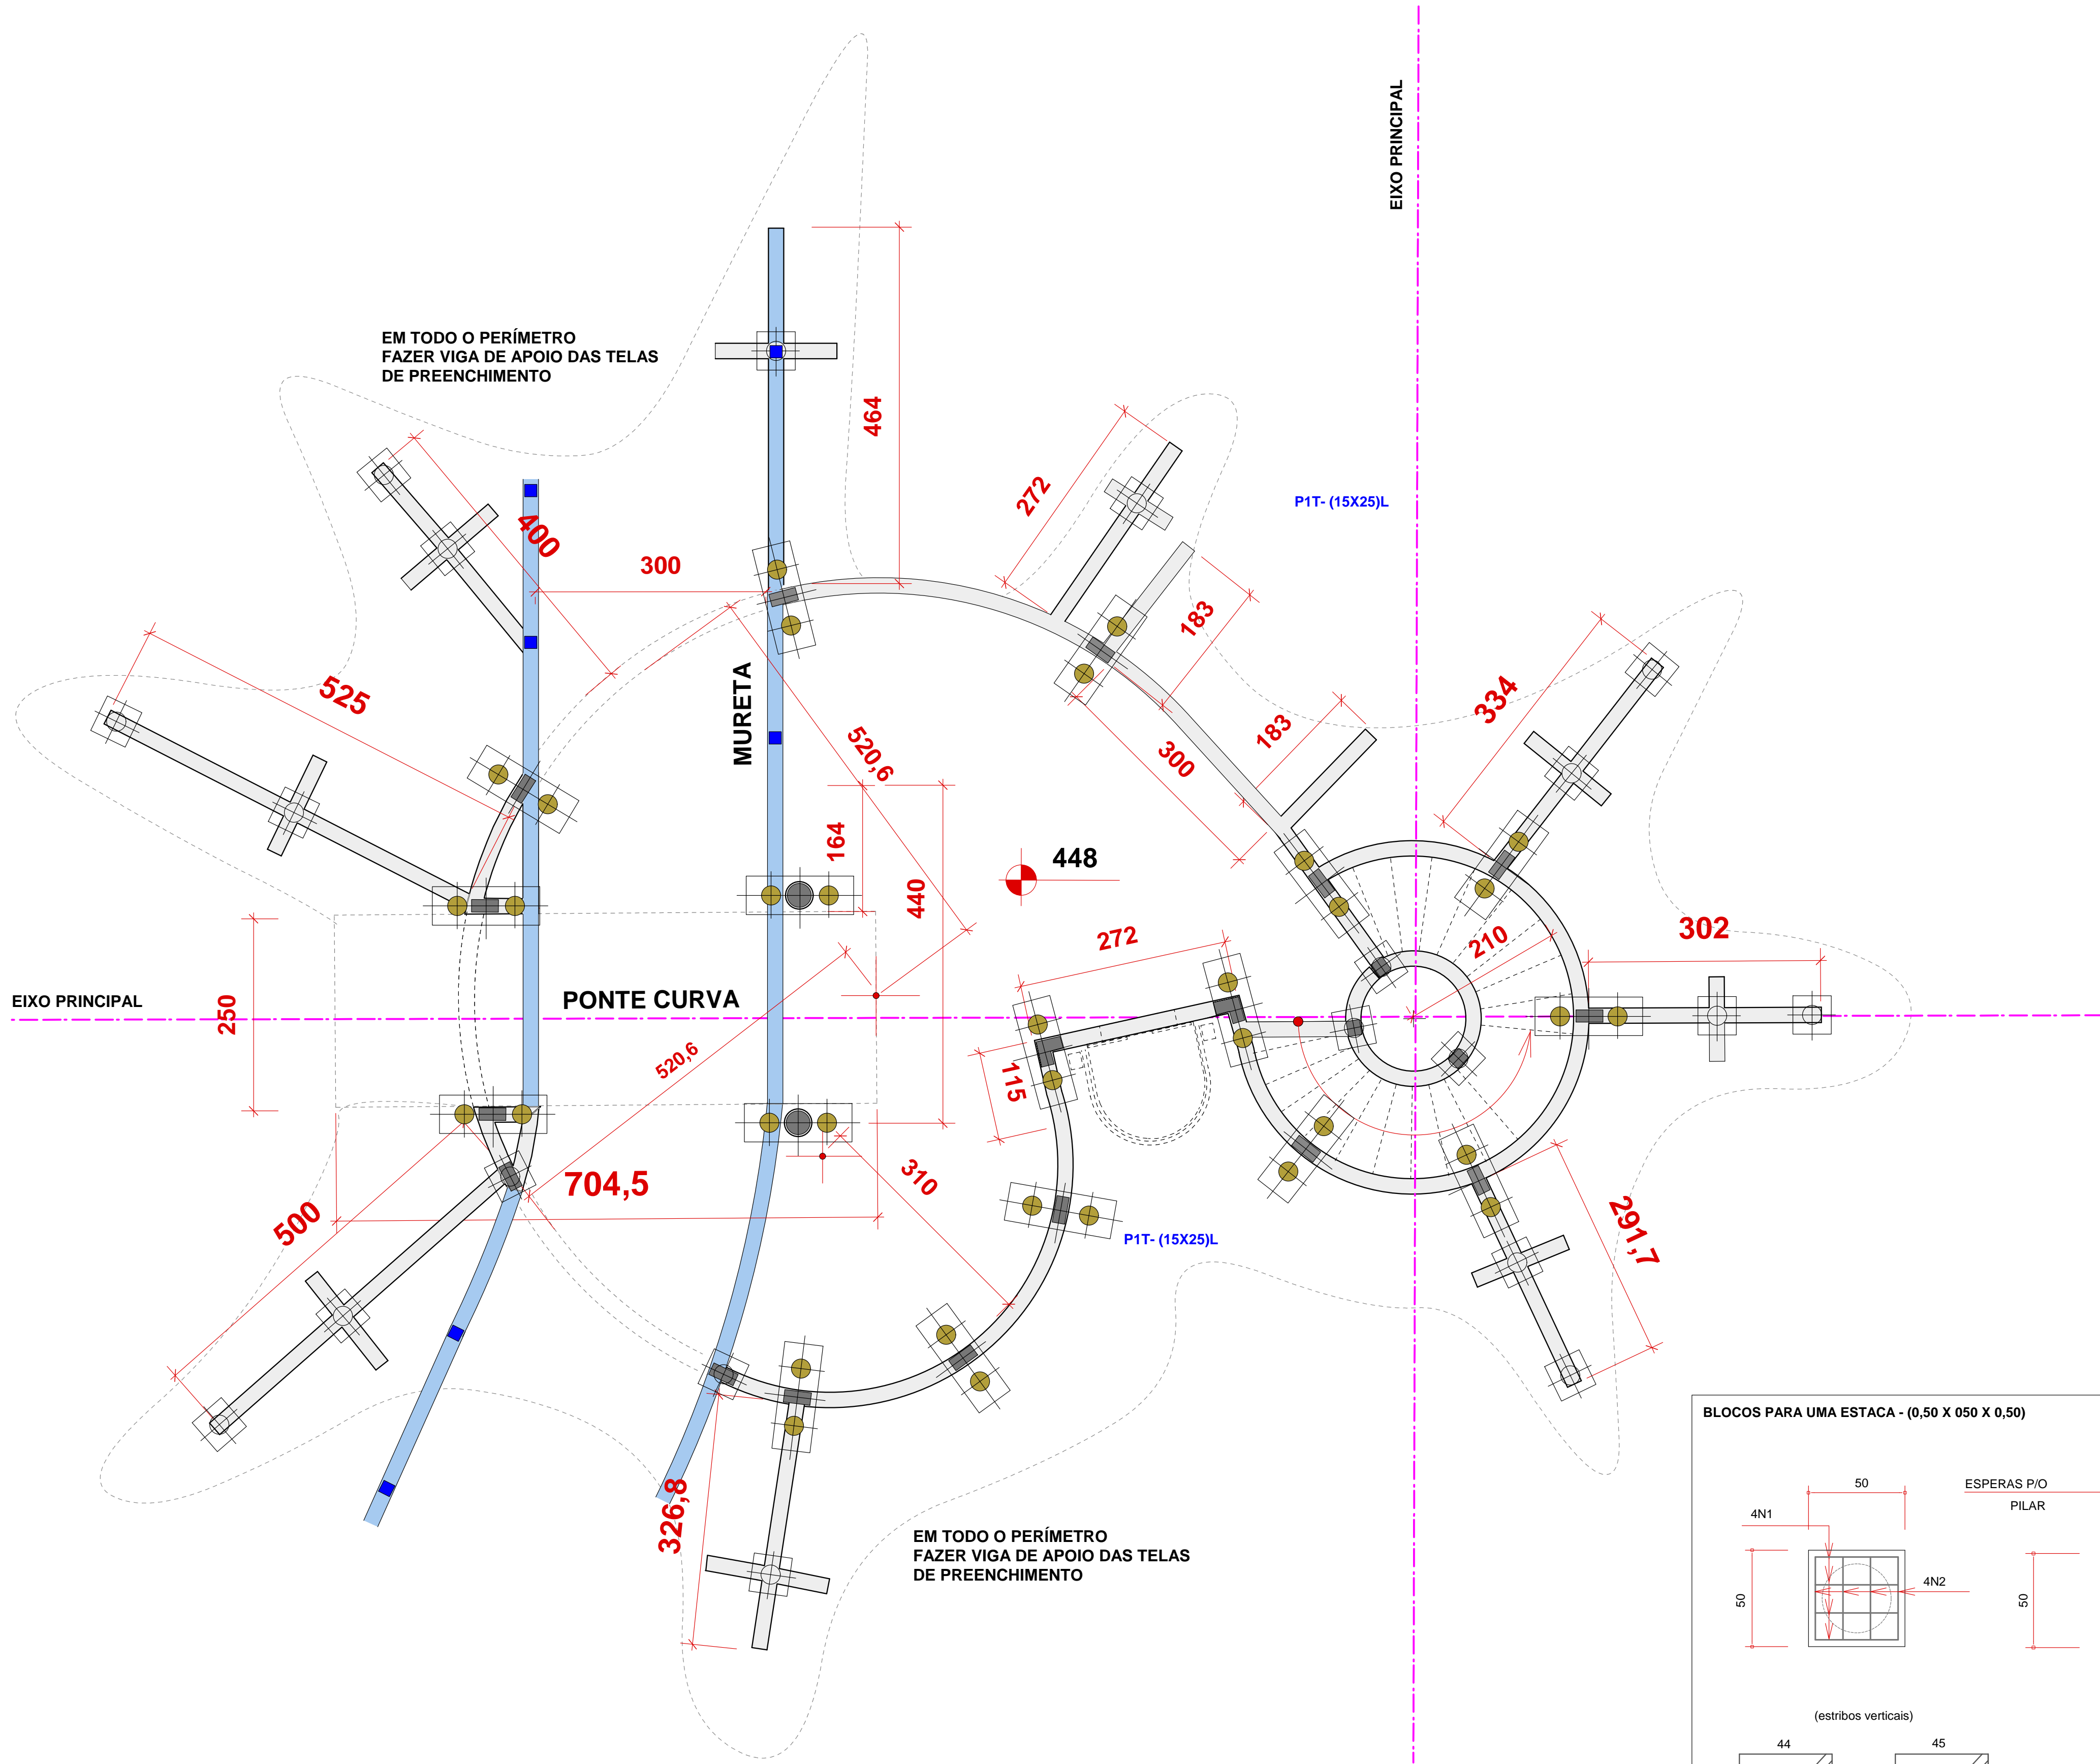 EIXO PRINCIPAL
EM TODO O PERÍMETRO
FAZER VIGA DE APOIO DAS TELAS
DE PREENCHIMENTO
464
272
P1T- (15X25)L
400
300
183
525
MURETA
334
520,6
300
183
164
448
440
272
210
302
EIXO PRINCIPAL
250
PONTE CURVA
520,6
115
704,5
310
500
P1T- (15X25)L
291,7
326,8
EM TODO O PERÍMETRO
FAZER VIGA DE APOIO DAS TELAS
DE PREENCHIMENTO
BLOCOS PARA UMA ESTACA - (0,50 X 050 X 0,50)
50
ESPERAS P/O
PILAR
4N1
4N2
50
50
(estribos verticais)
44
45